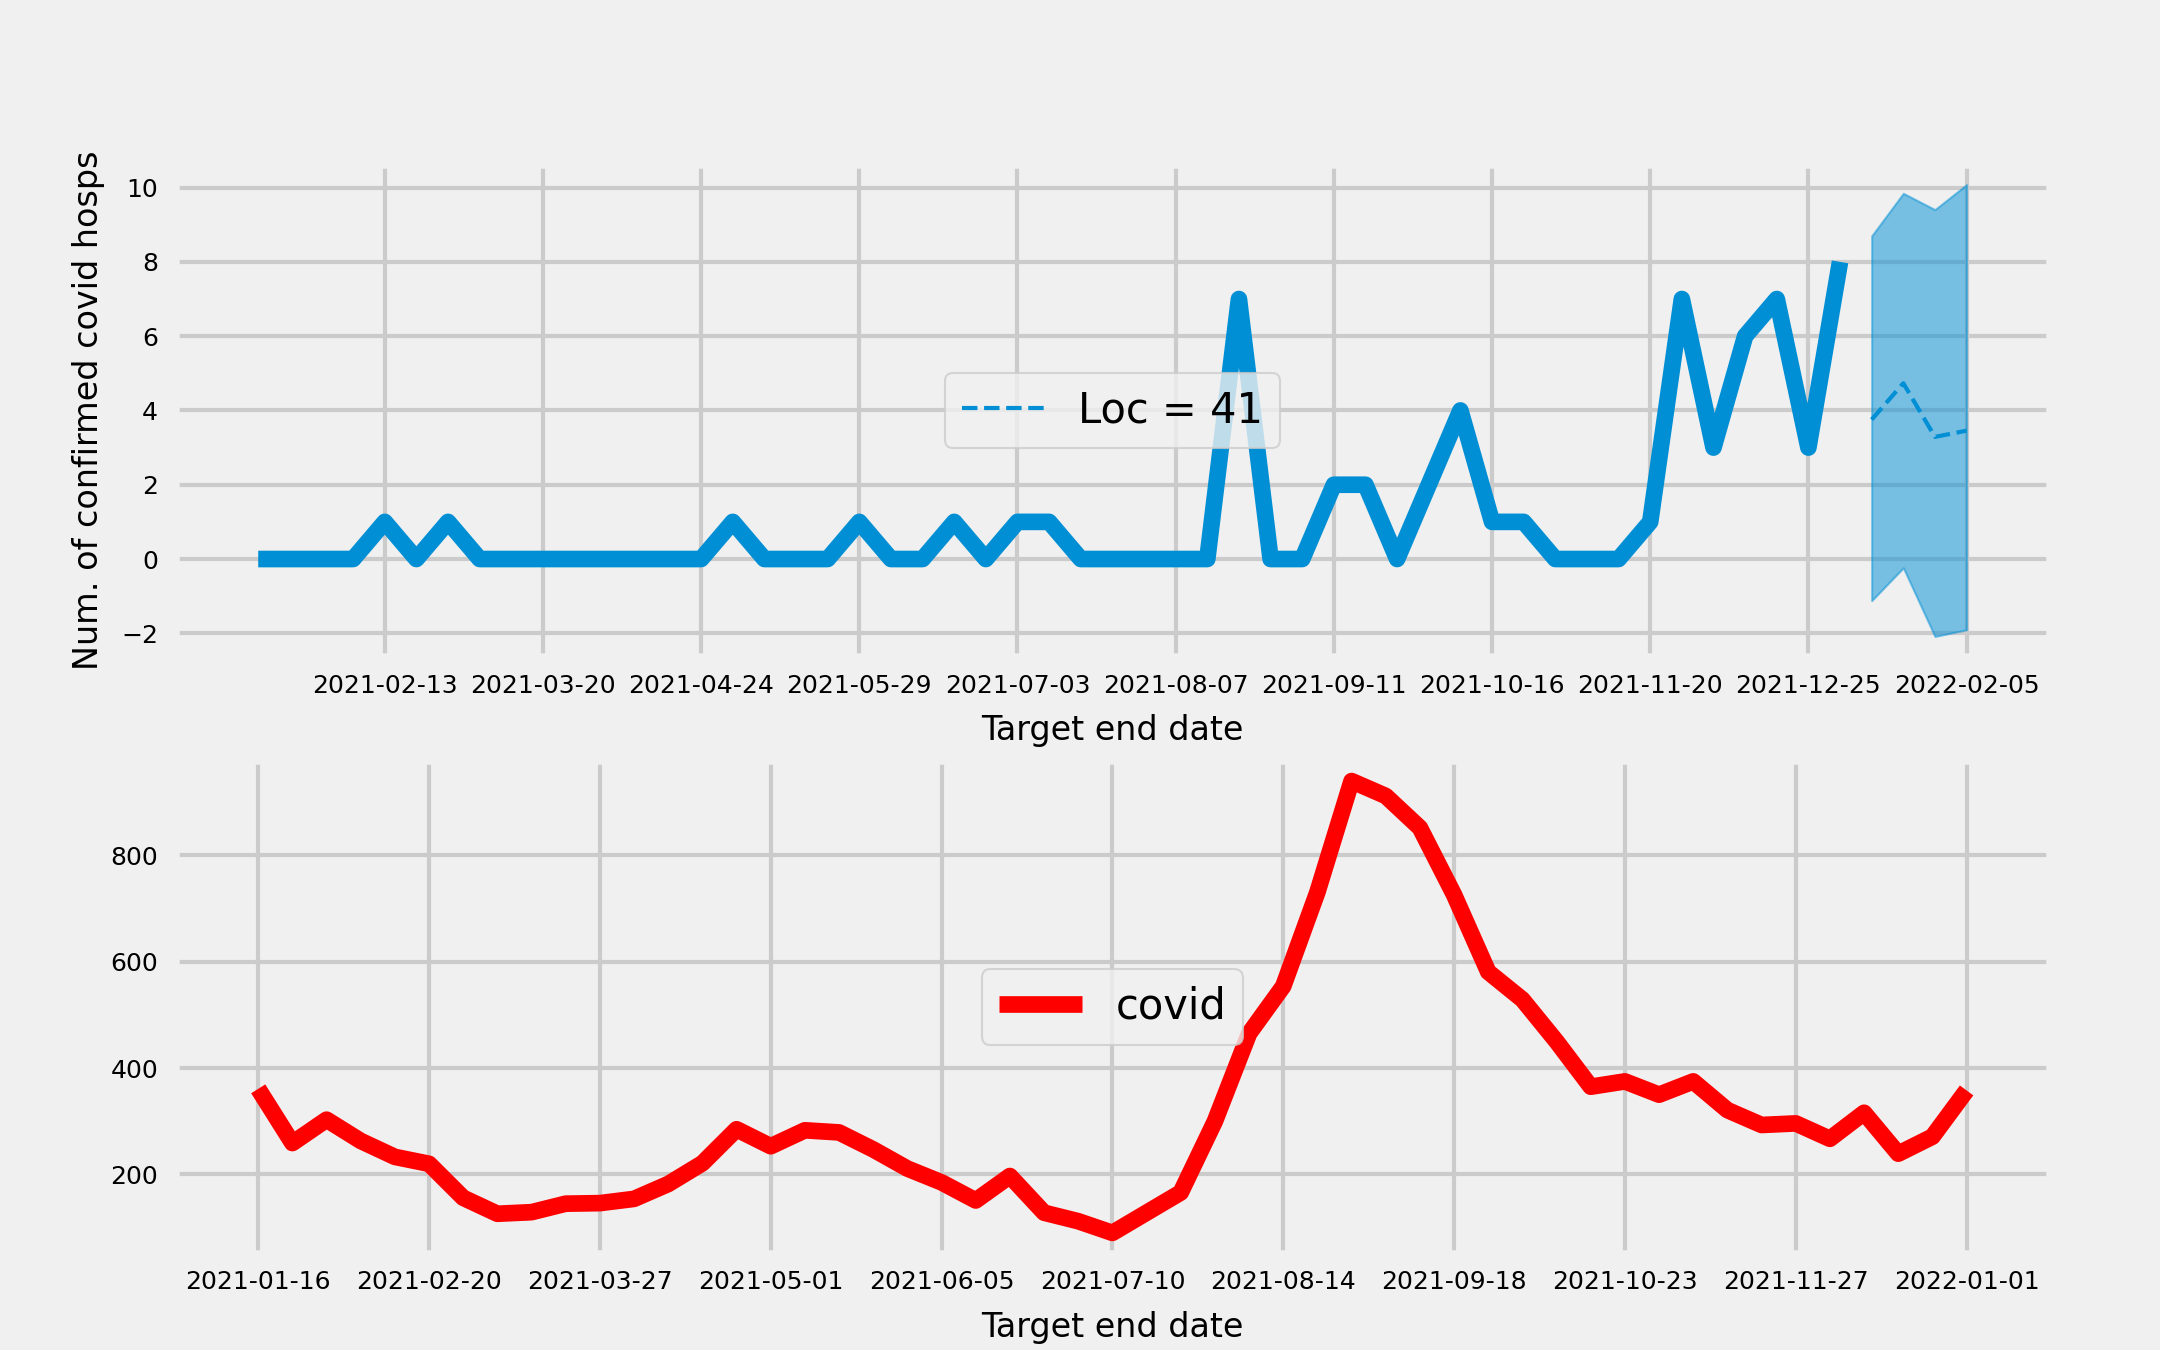 Num. of confirmed covid hosps
10
8
6
4
2
0
−2
Loc = 41
2021-02-13 2021-03-20 2021-04-24 2021-05-29 2021-07-03 2021-08-07 2021-09-11 2021-10-16 2021-11-20 2021-12-25 2022-02-05
Target end date
800
600
400
200
covid
2021-01-16 2021-02-20 2021-03-27 2021-05-01 2021-06-05 2021-07-10 2021-08-14 2021-09-18 2021-10-23 2021-11-27 2022-01-01
Target end date